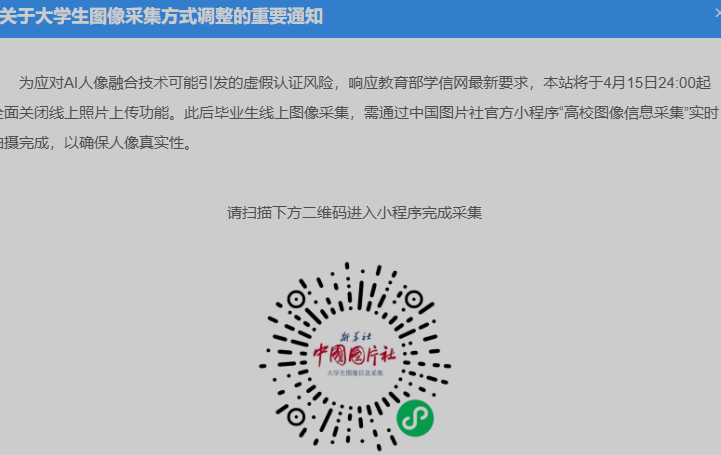 关于大学生图像采集方式调整的重要通知
为应对AI人像融合技术可能引发的虚假认证风险，响应教育部学信网最新要求，本站将于4月15日24:00起
全面关闭线上照片上传功能。此后毕业生线上图像采集，需通过中国图片社官方小程序“高校图像信息采集”实时
拍摄完成，以确保人像真实性。
请扫描下方二维码进入小程序完成采集
新华社
中国图片社
大学生图像信息采集